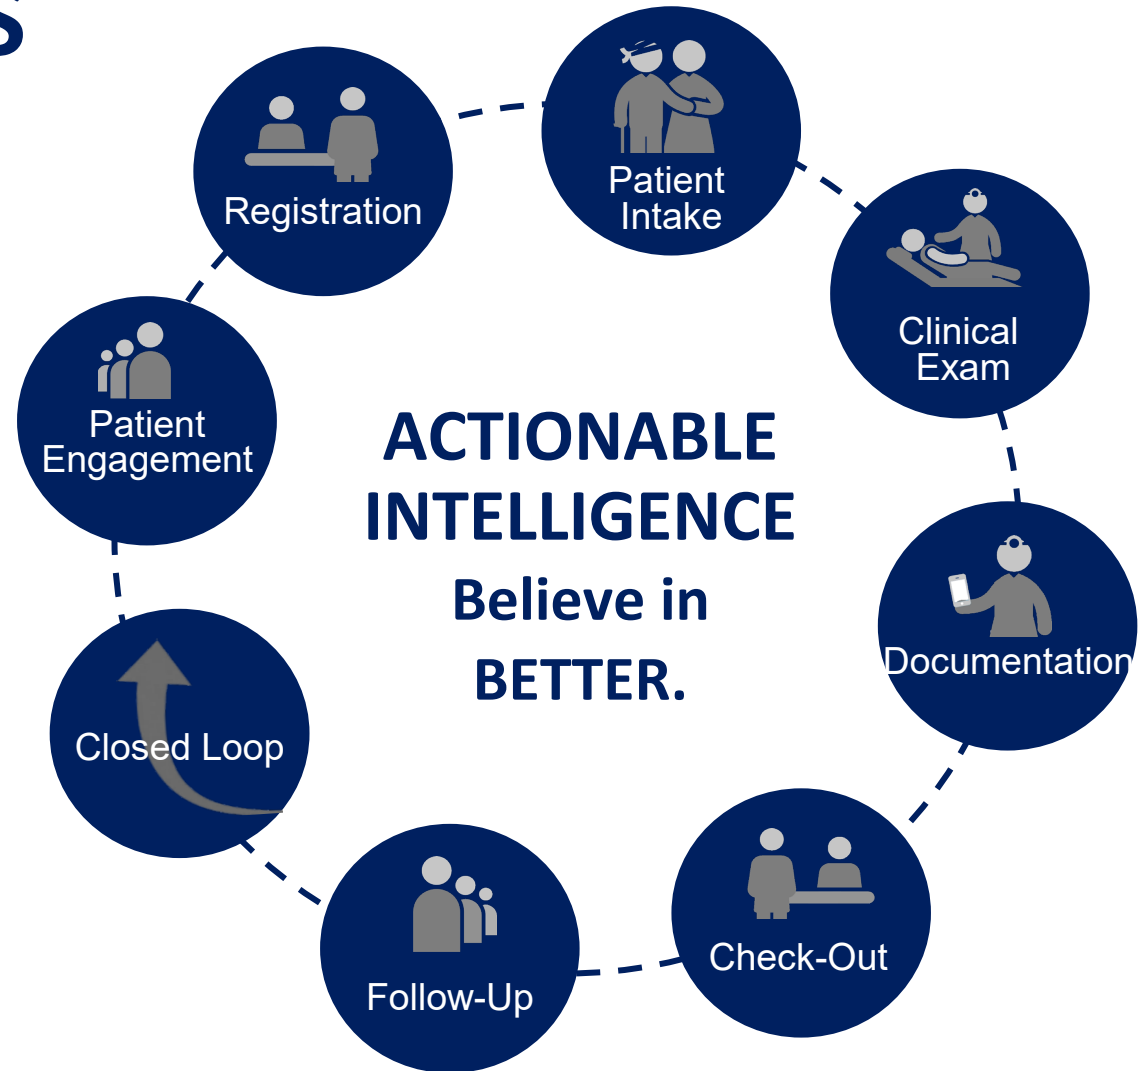 S
Patient
Intake
Registration
Clinical
Exam
Patient
Engagement
ACTIONABLE
INTELLIGENCE
Believe in
BETTER.
Documentation
Closed Loop
Check-Out
Follow-Up